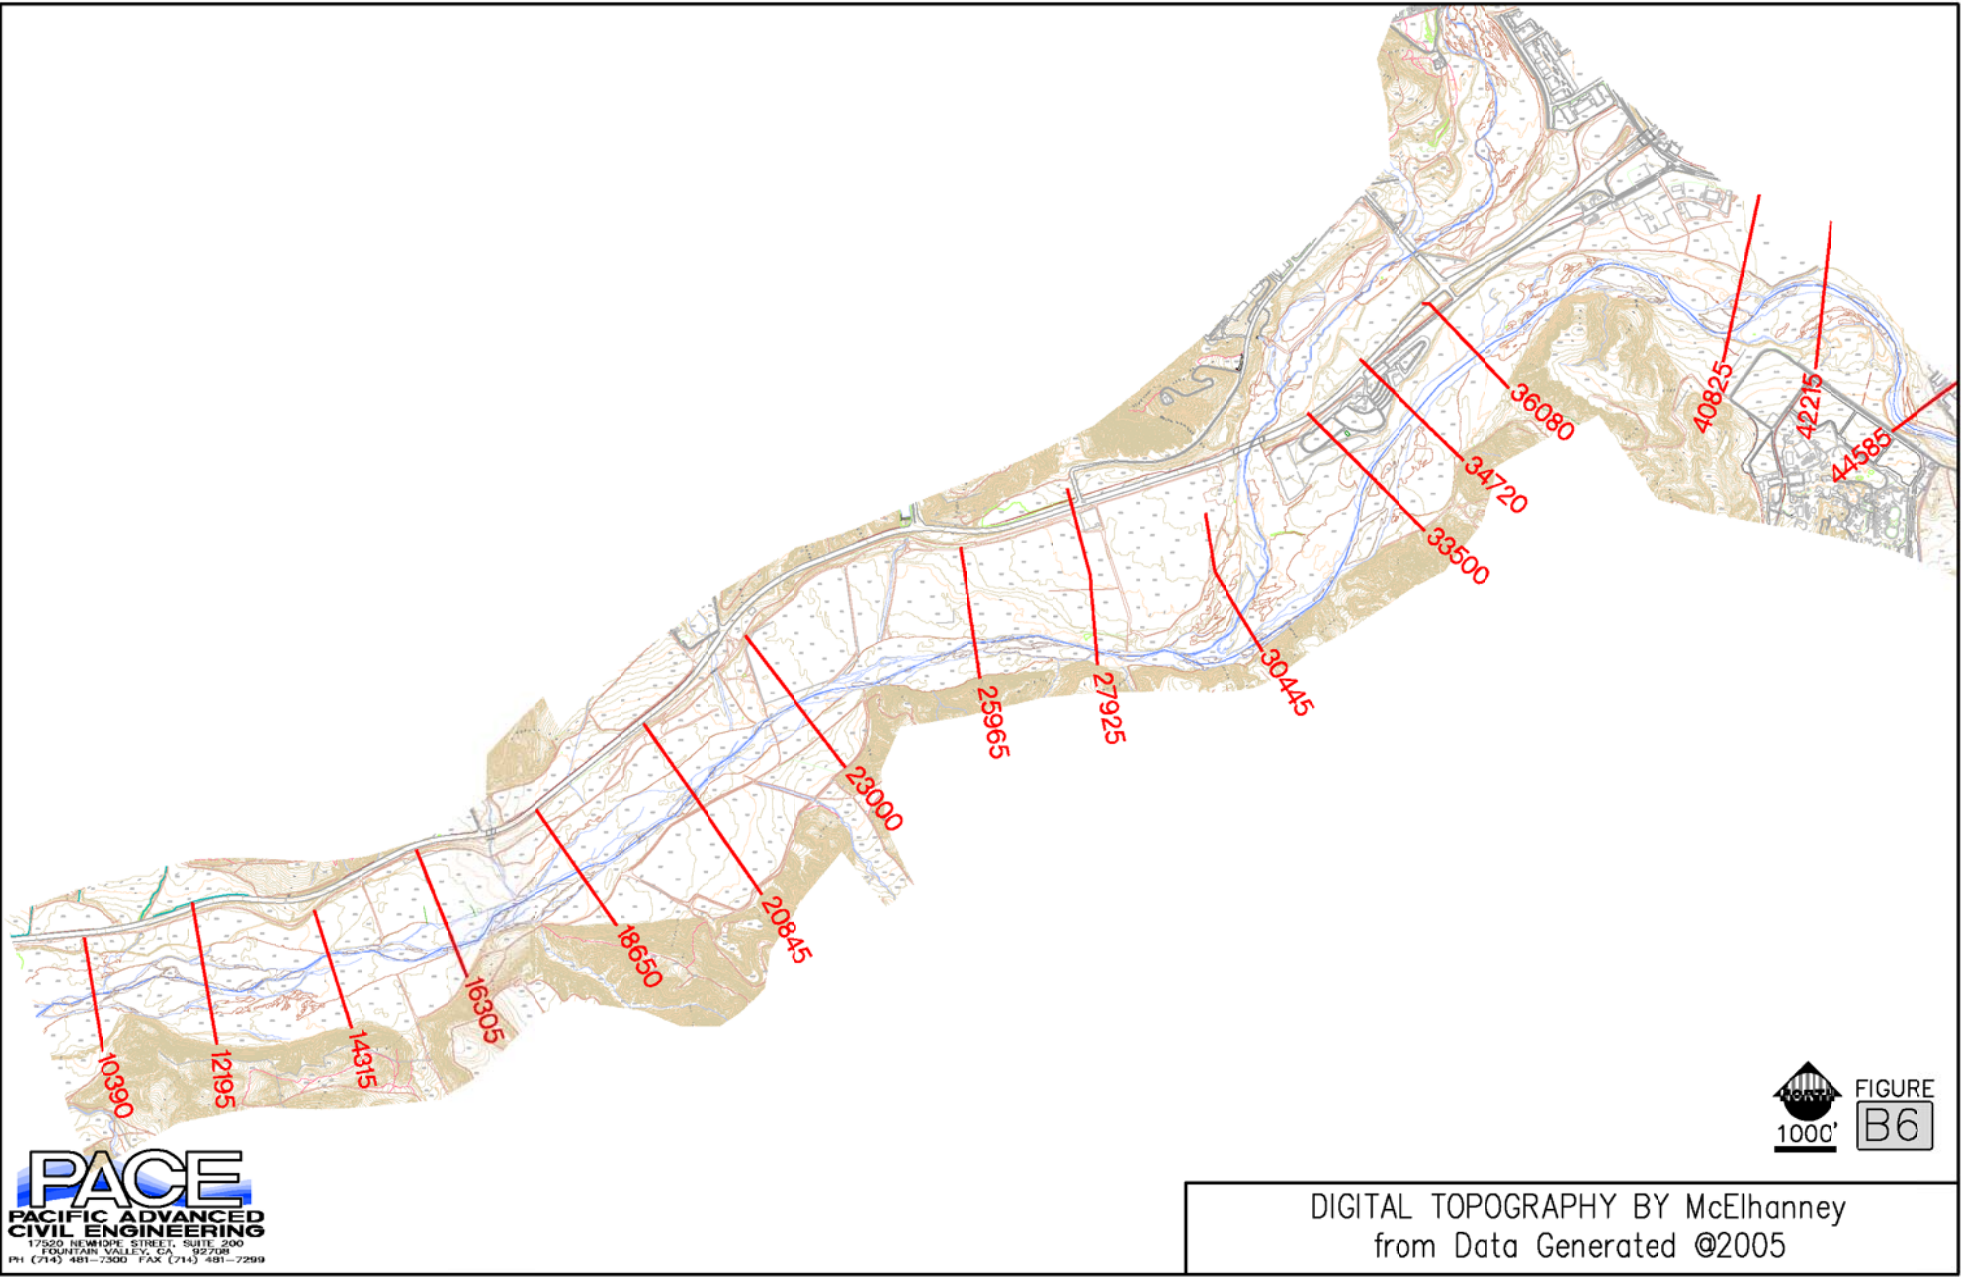 40825
42215
44585
36080
34720
33500
30445
27925
25965
23000
20845
18650
16305
14315
12195
10390
NORTH
1000'
FIGURE
B6
PACE
PACIFIC ADVANCED
CIVIL ENGINEERING
17520 NEWHOPE STREET, SUITE 200
FOUNTAIN VALLEY, CA 92708
PH (714) 481-7300 FAX (714) 481-7299
DIGITAL TOPOGRAPHY BY McElhanney
from Data Generated @2005